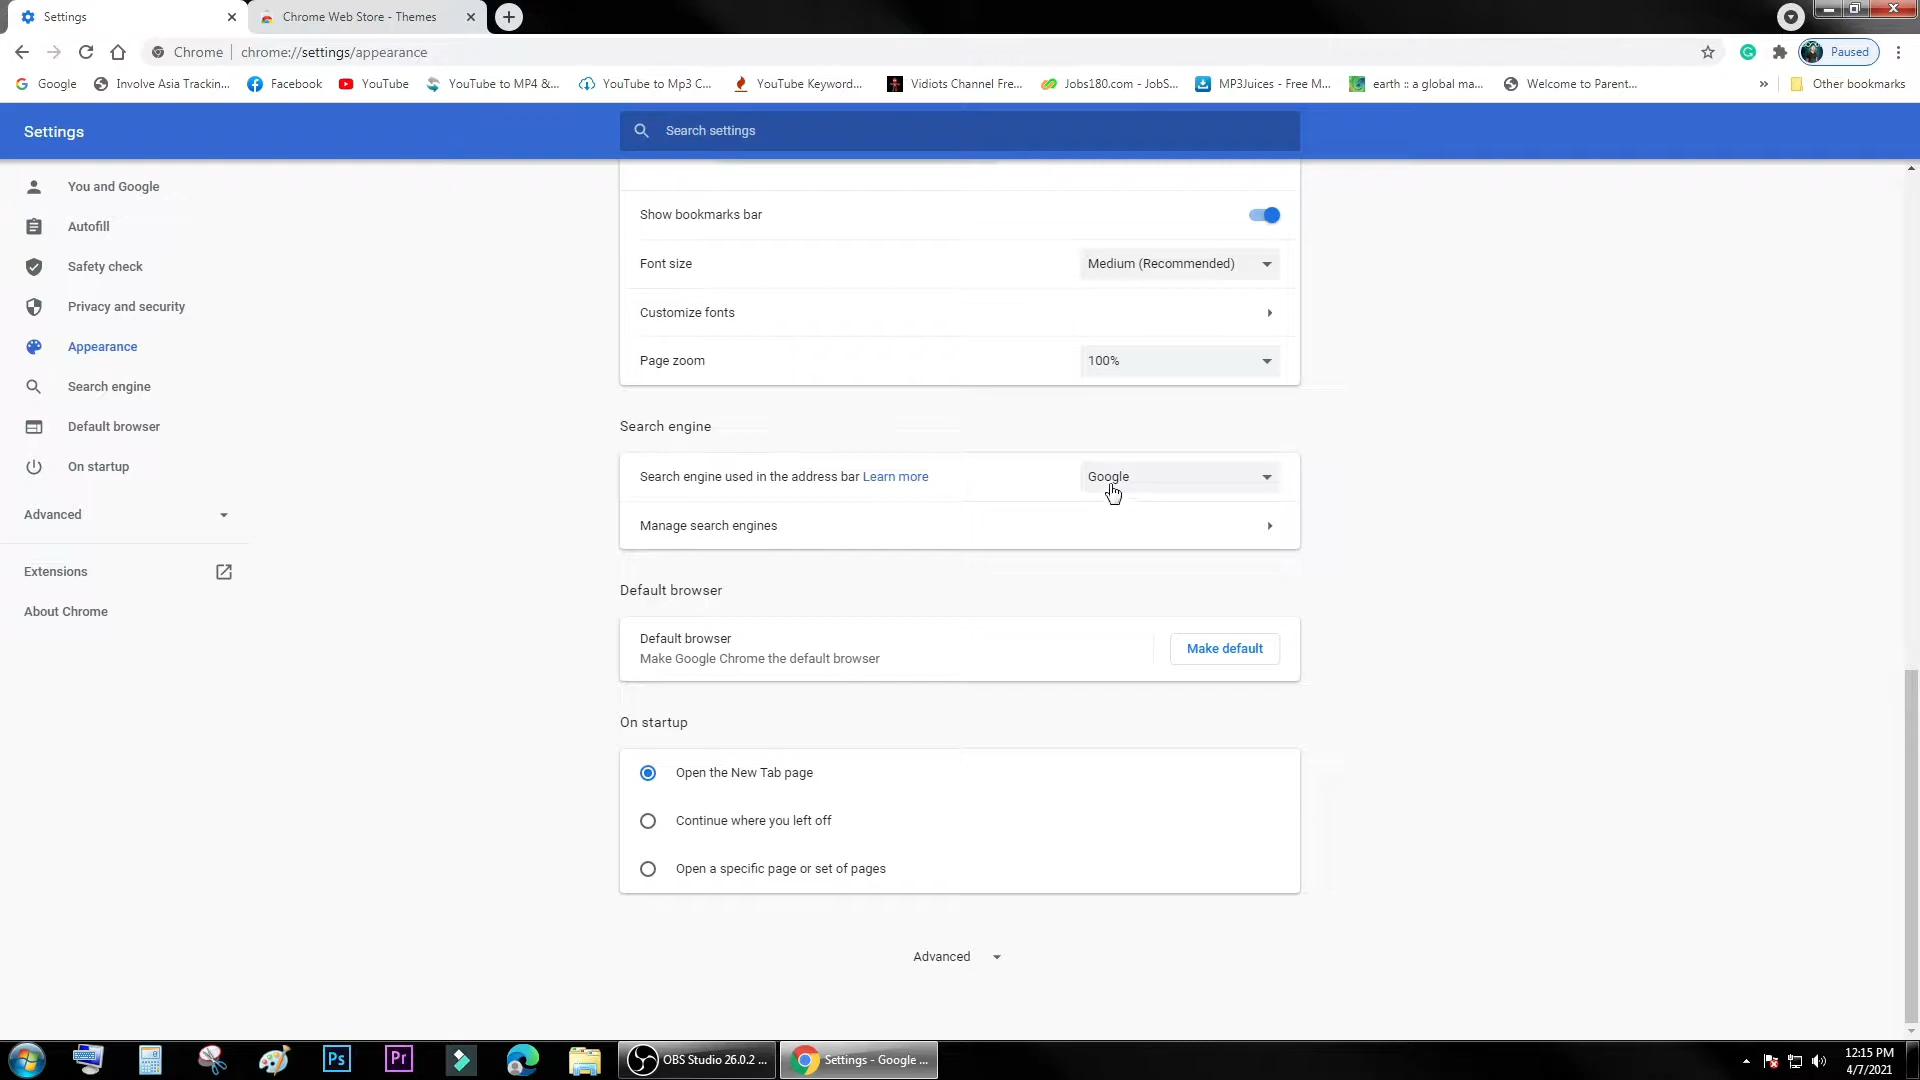 Settings
Chrome Web Store - Themes
Chrome
chrome://settings/appearance
Paused
Google
Involve Asia Trackin...
Facebook
YouTube
YouTube to MP4 &...
YouTube to Mp3 C...
YouTube Keyword...
Vidiots Channel Fre...
Jobs180.com - JobS...
MP3Juices - Free M...
earth :: a global ma...
Welcome to Parent...
»
Other bookmarks
Settings
Search settings
You and Google
Autofill
Safety check
Privacy and security
Appearance
Search engine
Default browser
On startup
Advanced
Extensions
About Chrome
Show bookmarks bar
Font size
Medium (Recommended)
Customize fonts
Page zoom
100%
Search engine
Search engine used in the address bar Learn more
Google
Manage search engines
Default browser
Default browser
Make Google Chrome the default browser
Make default
On startup
Open the New Tab page
Continue where you left off
Open a specific page or set of pages
Advanced
Ps
Pr
OBS Studio 26.0.2 ...
Settings - Google ...
12:15 PM
4/7/2021